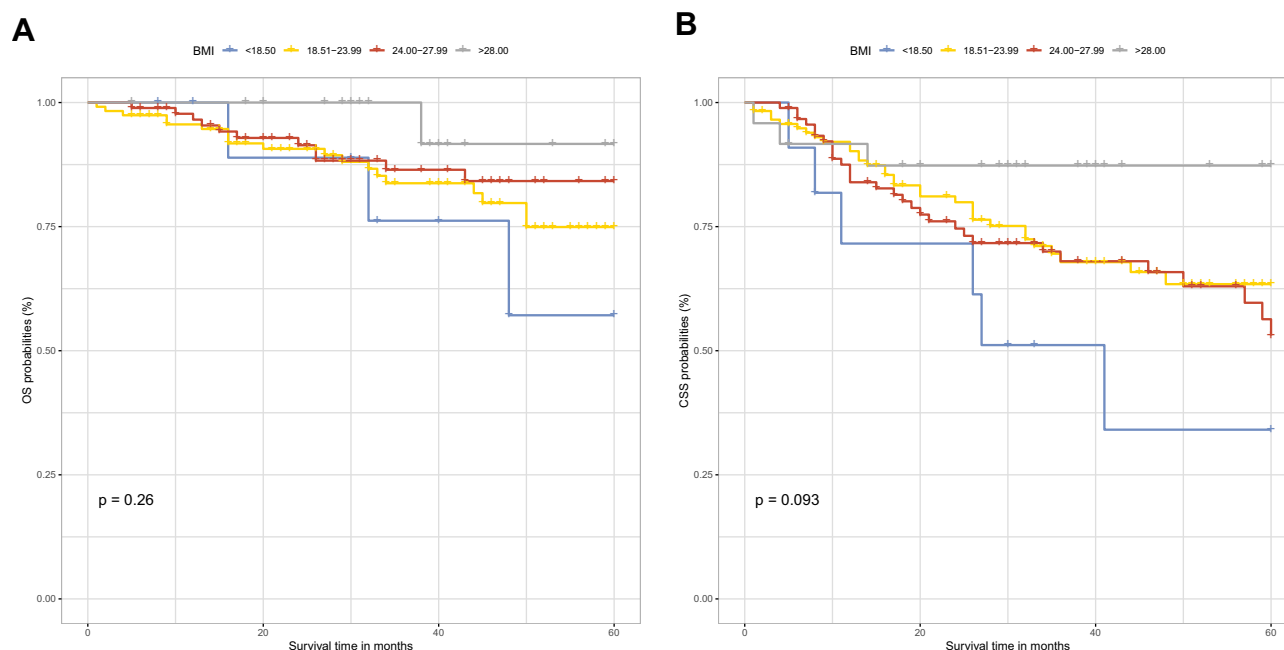 A
BMI <18.50 18.51−23.99 24.00−27.99 >28.00
1.00
0.75
0.50
0.25
0.00
OS probabilities (%)
p = 0.26
0 20 40 60
Survival time in months
B
BMI <18.50 18.51−23.99 24.00−27.99 >28.00
1.00
0.75
0.50
0.25
0.00
CSS probabilities (%)
p = 0.093
0 20 40 60
Survival time in months